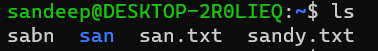 sandeep@DESKTOP-2R0LIEQ:~$ ls
sabn  san  san.txt  sandy.txt